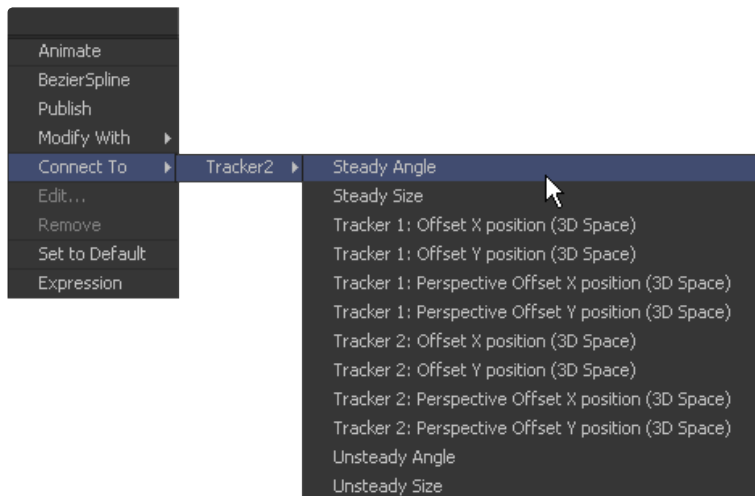 Animate
BezierSpline
Publish
Modify With
Connect To
Edit...
Remove
Set to Default
Expression
Tracker2
Steady Angle
Steady Size
Tracker 1: Offset X position (3D Space)
Tracker 1: Offset Y position (3D Space)
Tracker 1: Perspective Offset X position (3D Space)
Tracker 1: Perspective Offset Y position (3D Space)
Tracker 2: Offset X position (3D Space)
Tracker 2: Offset Y position (3D Space)
Tracker 2: Perspective Offset X position (3D Space)
Tracker 2: Perspective Offset Y position (3D Space)
Unsteady Angle
Unsteady Size